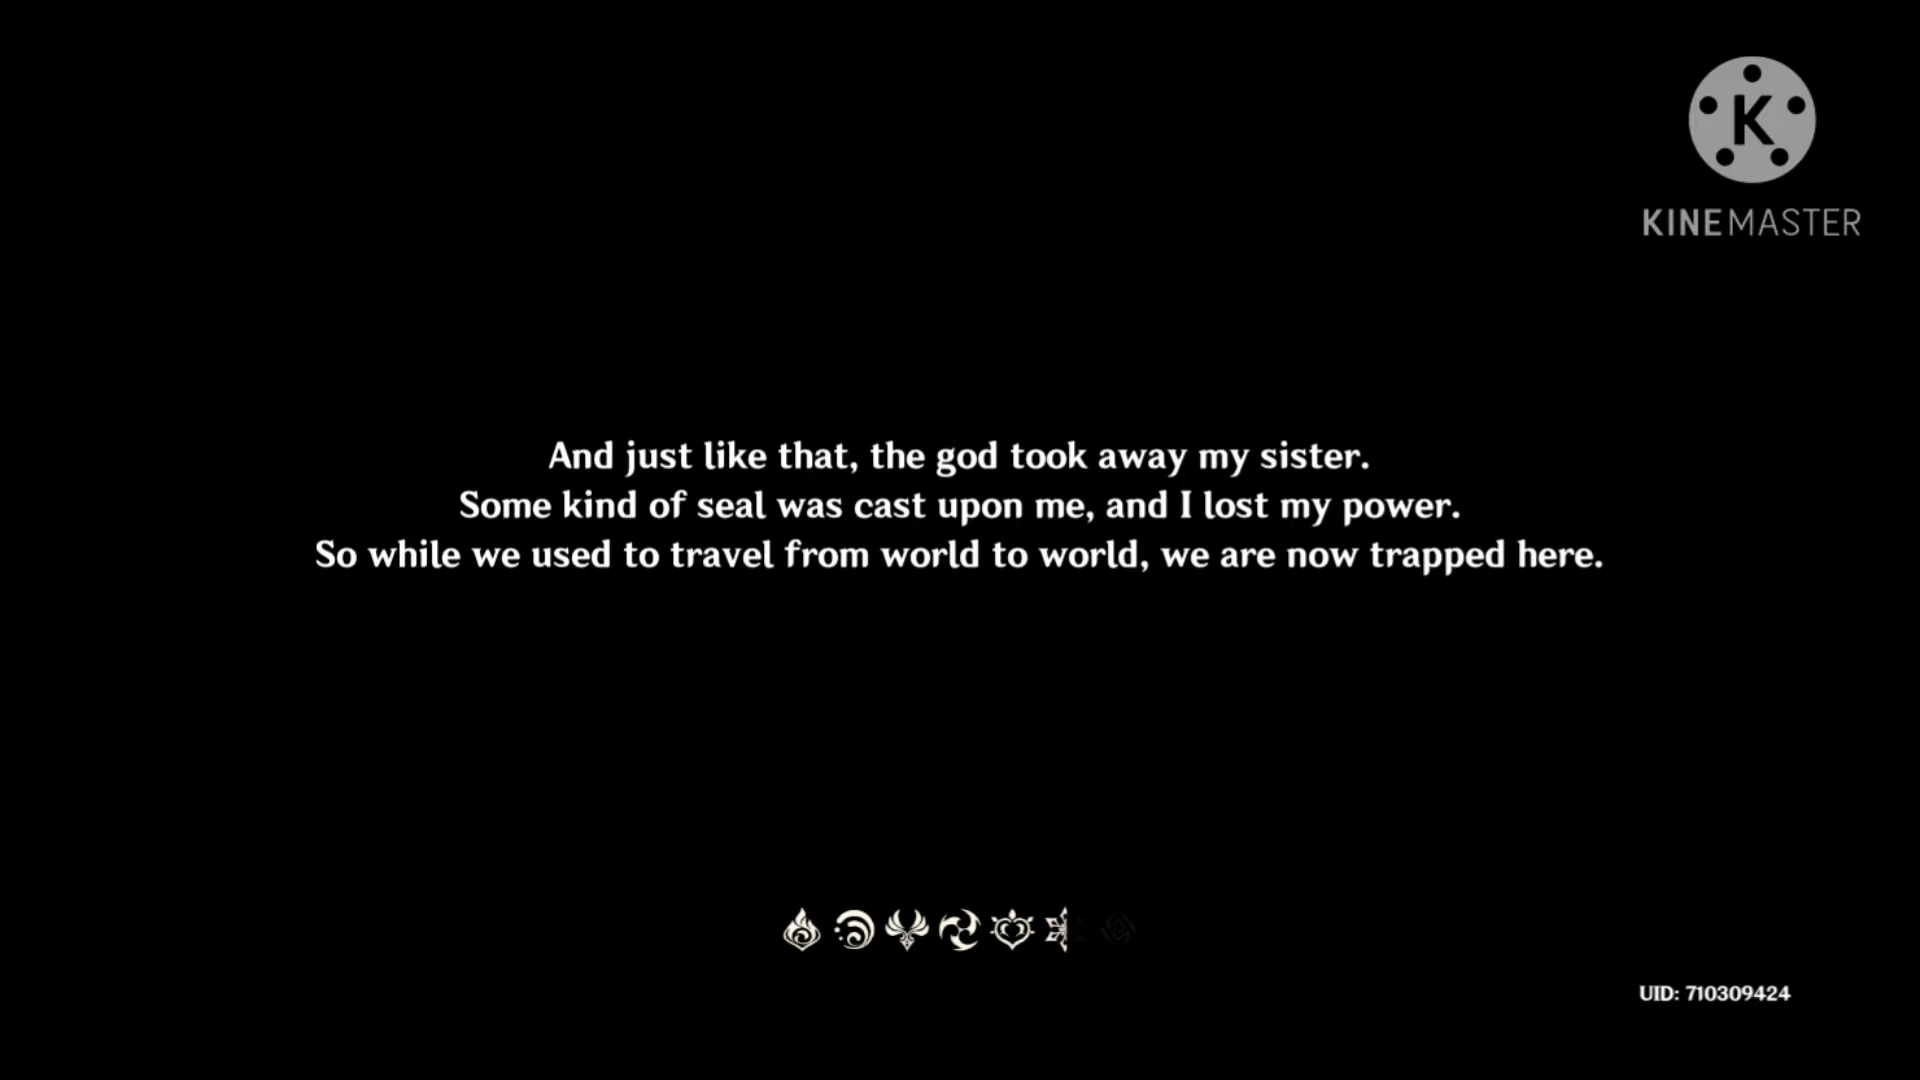 K
KINEMASTER
And just like that, the god took away my sister.
Some kind of seal was cast upon me, and I lost my power.
So while we used to travel from world to world, we are now trapped here.
UID: 710309424